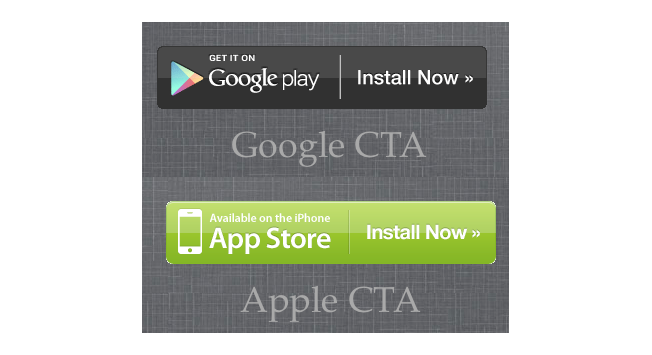 GET IT ON
Google play
Install Now »
Google CTA
Available on the iPhone
App Store
Install Now »
Apple CTA